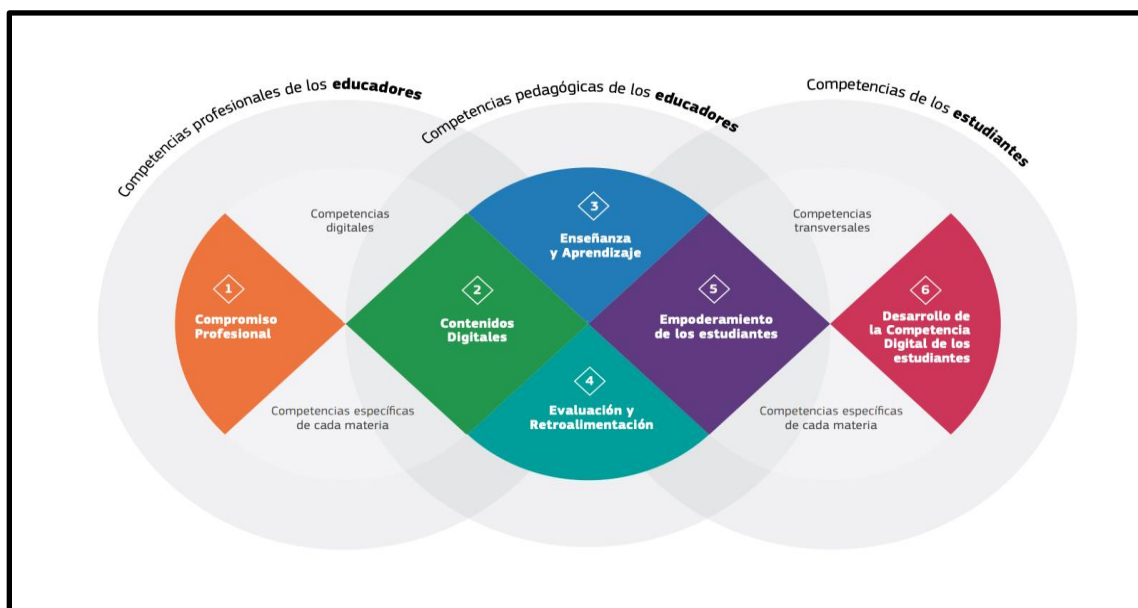 Competencias profesionales de los educadores
Competencias pedagógicas de los educadores
Competencias de los estudiantes
Competencias
digitales
Competencias
transversales
1
Compromiso
Profesional
2
Contenidos
Digitales
3
Enseñanza
y Aprendizaje
4
Evaluación y
Retroalimentación
5
Empoderamiento
de los estudiantes
6
Desarrollo de
la Competencia
Digital de los
estudiantes
Competencias específicas
de cada materia
Competencias específicas
de cada materia